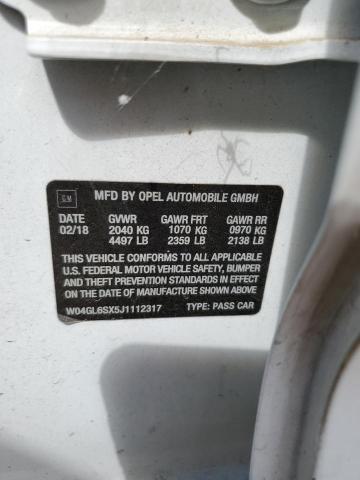 GM
MFD BY OPEL AUTOMOBILE GMBH
DATE GVWR GAWR FRT GAWR RR
02/18 2040 KG 1070 KG 0970 KG
4497 LB 2359 LB 2138 LB
THIS VEHICLE CONFORMS TO ALL APPLICABLE
U.S. FEDERAL MOTOR VEHICLE SAFETY, BUMPER
AND THEFT PREVENTION STANDARDS IN EFFECT
ON THE DATE OF MANUFACTURE SHOWN
ABOVE
W04GL6SX5J1112317 TYPE: PASS CAR